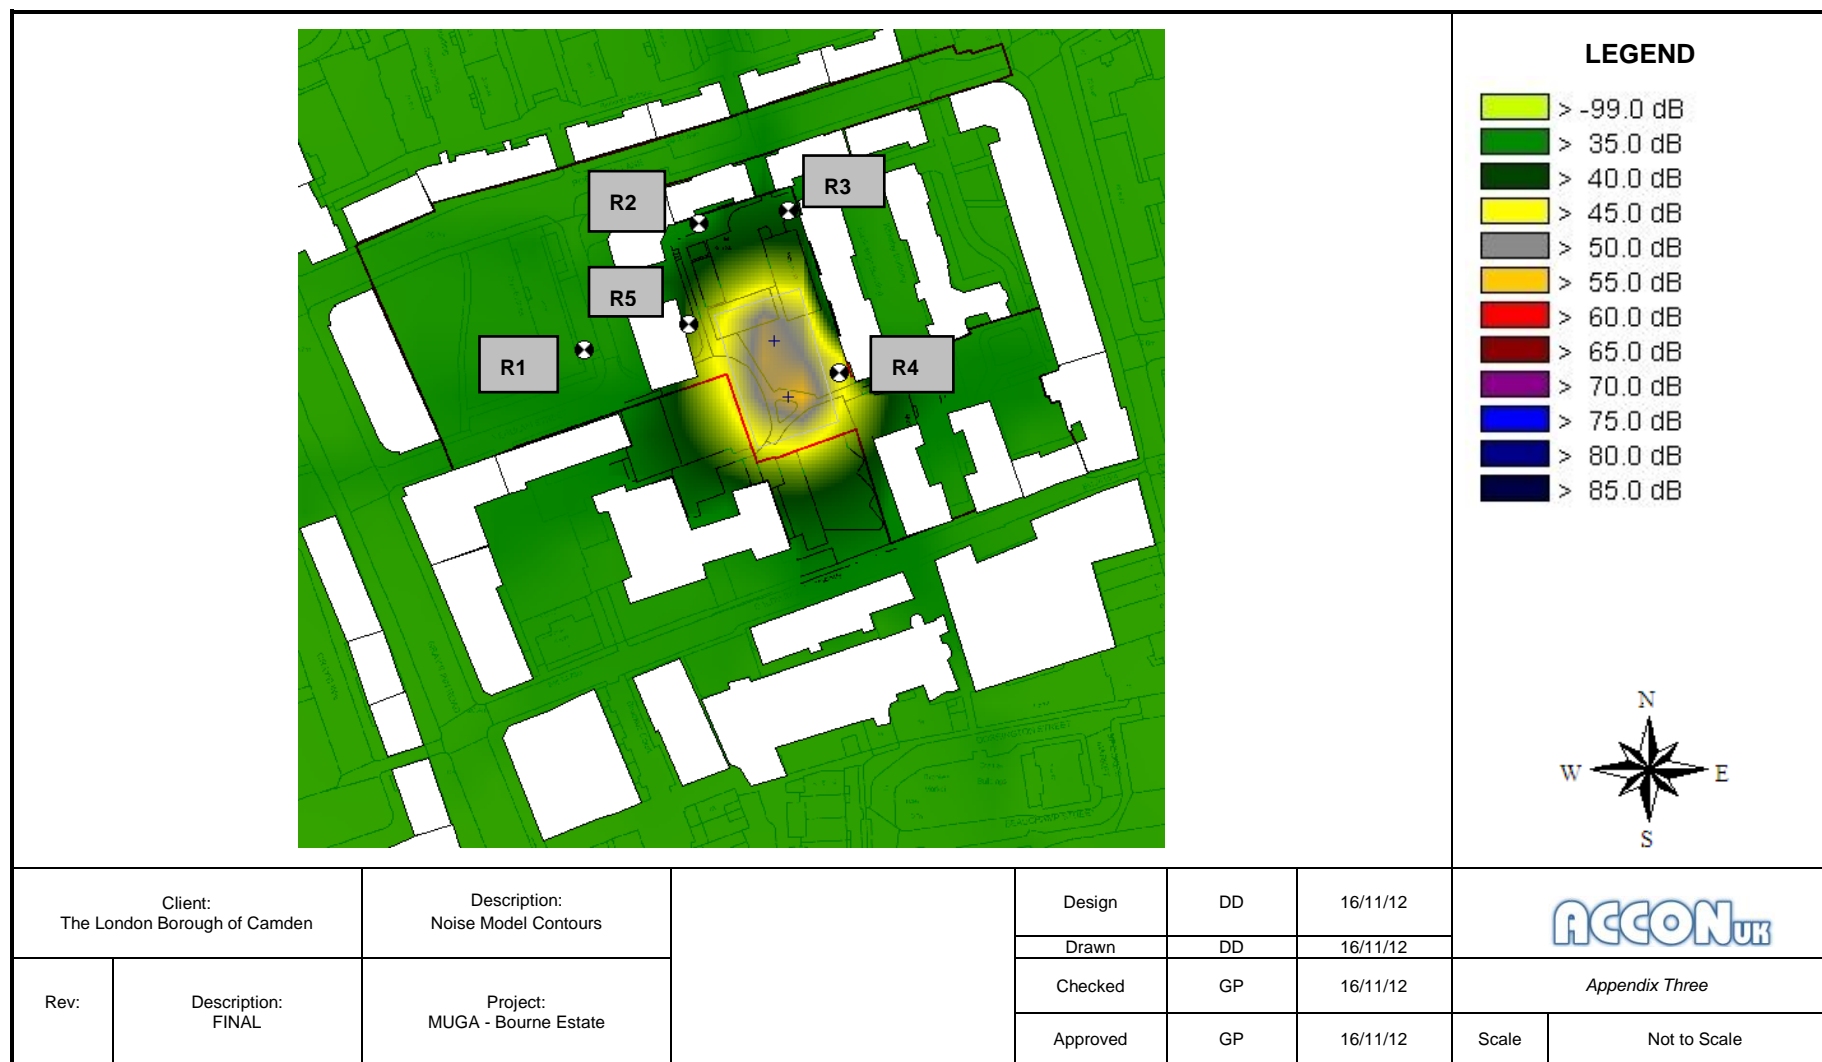 LEGEND
> -99.0 dB
> 35.0 dB
> 40.0 dB
> 45.0 dB
> 50.0 dB
> 55.0 dB
> 60.0 dB
> 65.0 dB
> 70.0 dB
> 75.0 dB
> 80.0 dB
> 85.0 dB
R2
R3
R5
R1
R4
N
W
E
S
Client:
The London Borough of Camden
Description:
Noise Model Contours
Design DD 16/11/12
Drawn DD 16/11/12
ACCON UK
Rev:
Description:
FINAL
Project:
MUGA - Bourne Estate
Checked GP 16/11/12
Appendix Three
Approved GP 16/11/12
Scale Not to Scale